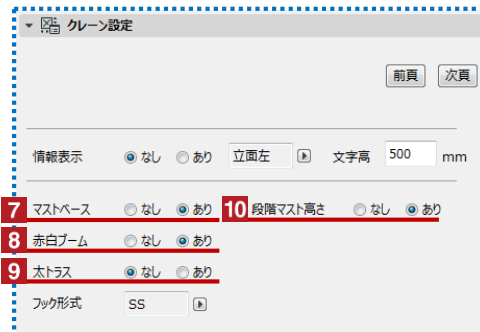 クレーン設定
前頁 次頁
情報表示 なし あり 立面左 文字高 500 mm
7 マストベース なし あり 10 段階マスト高さ なし あり
8 赤白ブーム なし あり
9 太トラス なし あり
フック形式 SS